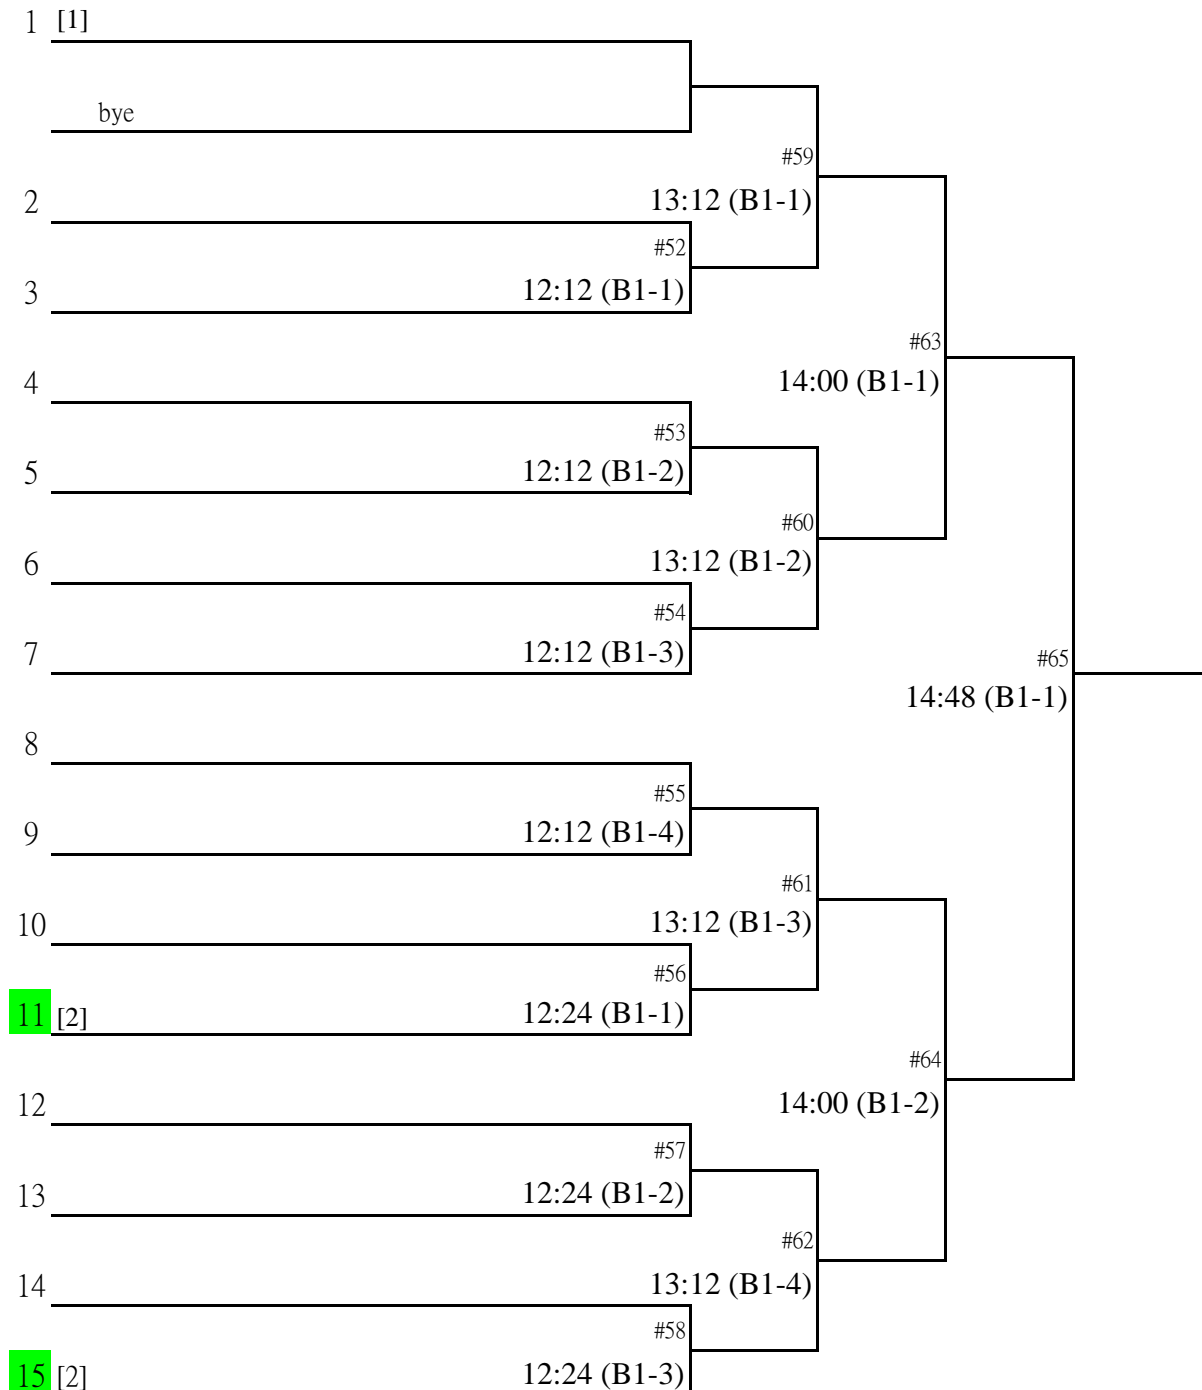 1 [1]
bye
#59
2 13:12 (B1-1)
#52
3 12:12 (B1-1)
#63
4 14:00 (B1-1)
#53
5 12:12 (B1-2)
#60
6 13:12 (B1-2)
#54
7 12:12 (B1-3)
#65
14:48 (B1-1)
8
#55
9 12:12 (B1-4)
#61
10 13:12 (B1-3)
#56
11 [2] 12:24 (B1-1)
#64
12 14:00 (B1-2)
#57
13 12:24 (B1-2)
#62
14 13:12 (B1-4)
#58
15 [2] 12:24 (B1-3)